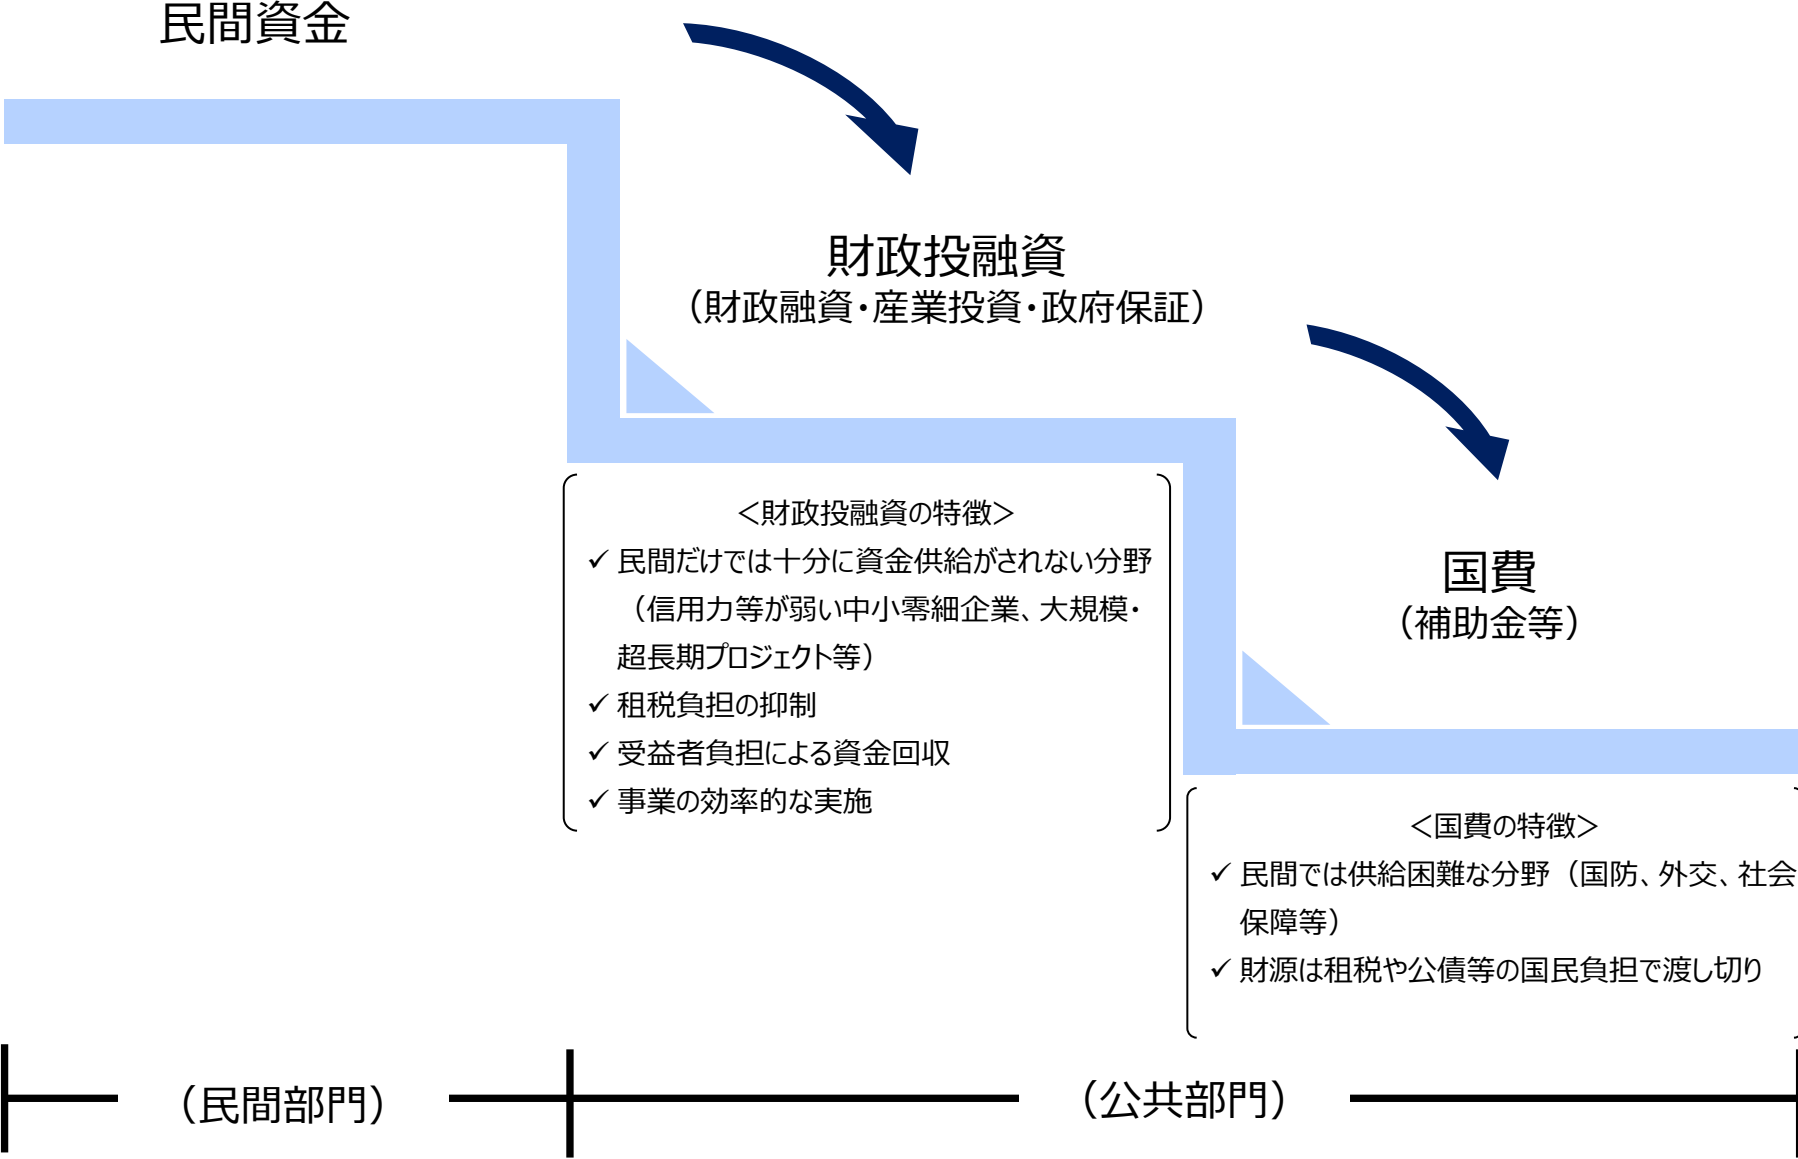 民間資金
財政投融資
（財政融資・産業投資・政府保証）
国費
（補助金等）
＜財政投融資の特徴＞
✓ 民間だけでは十分に資金供給がされない分野
（信用力等が弱い中小零細企業、大規模・
超長期プロジェクト等）
✓ 租税負担の抑制
✓ 受益者負担による資金回収
✓ 事業の効率的な実施
＜国費の特徴＞
✓ 民間では供給困難な分野（国防、外交、社会
保障等）
✓ 財源は租税や公債等の国民負担で渡し切り
（民間部門）
（公共部門）